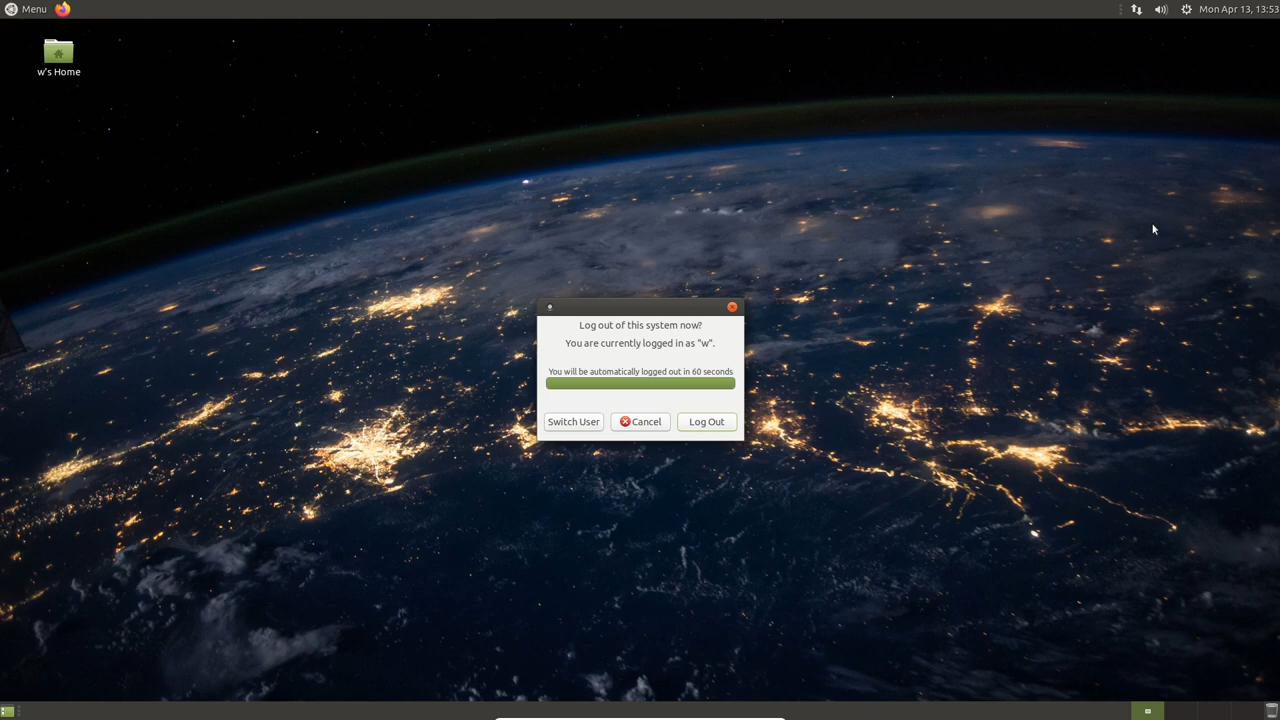 Menu
Mon Apr 13, 13:53
w's Home
Log out of this system now?
You are currently logged in as "w".
You will be automatically logged out in 60 seconds
Switch User
Cancel
Log Out